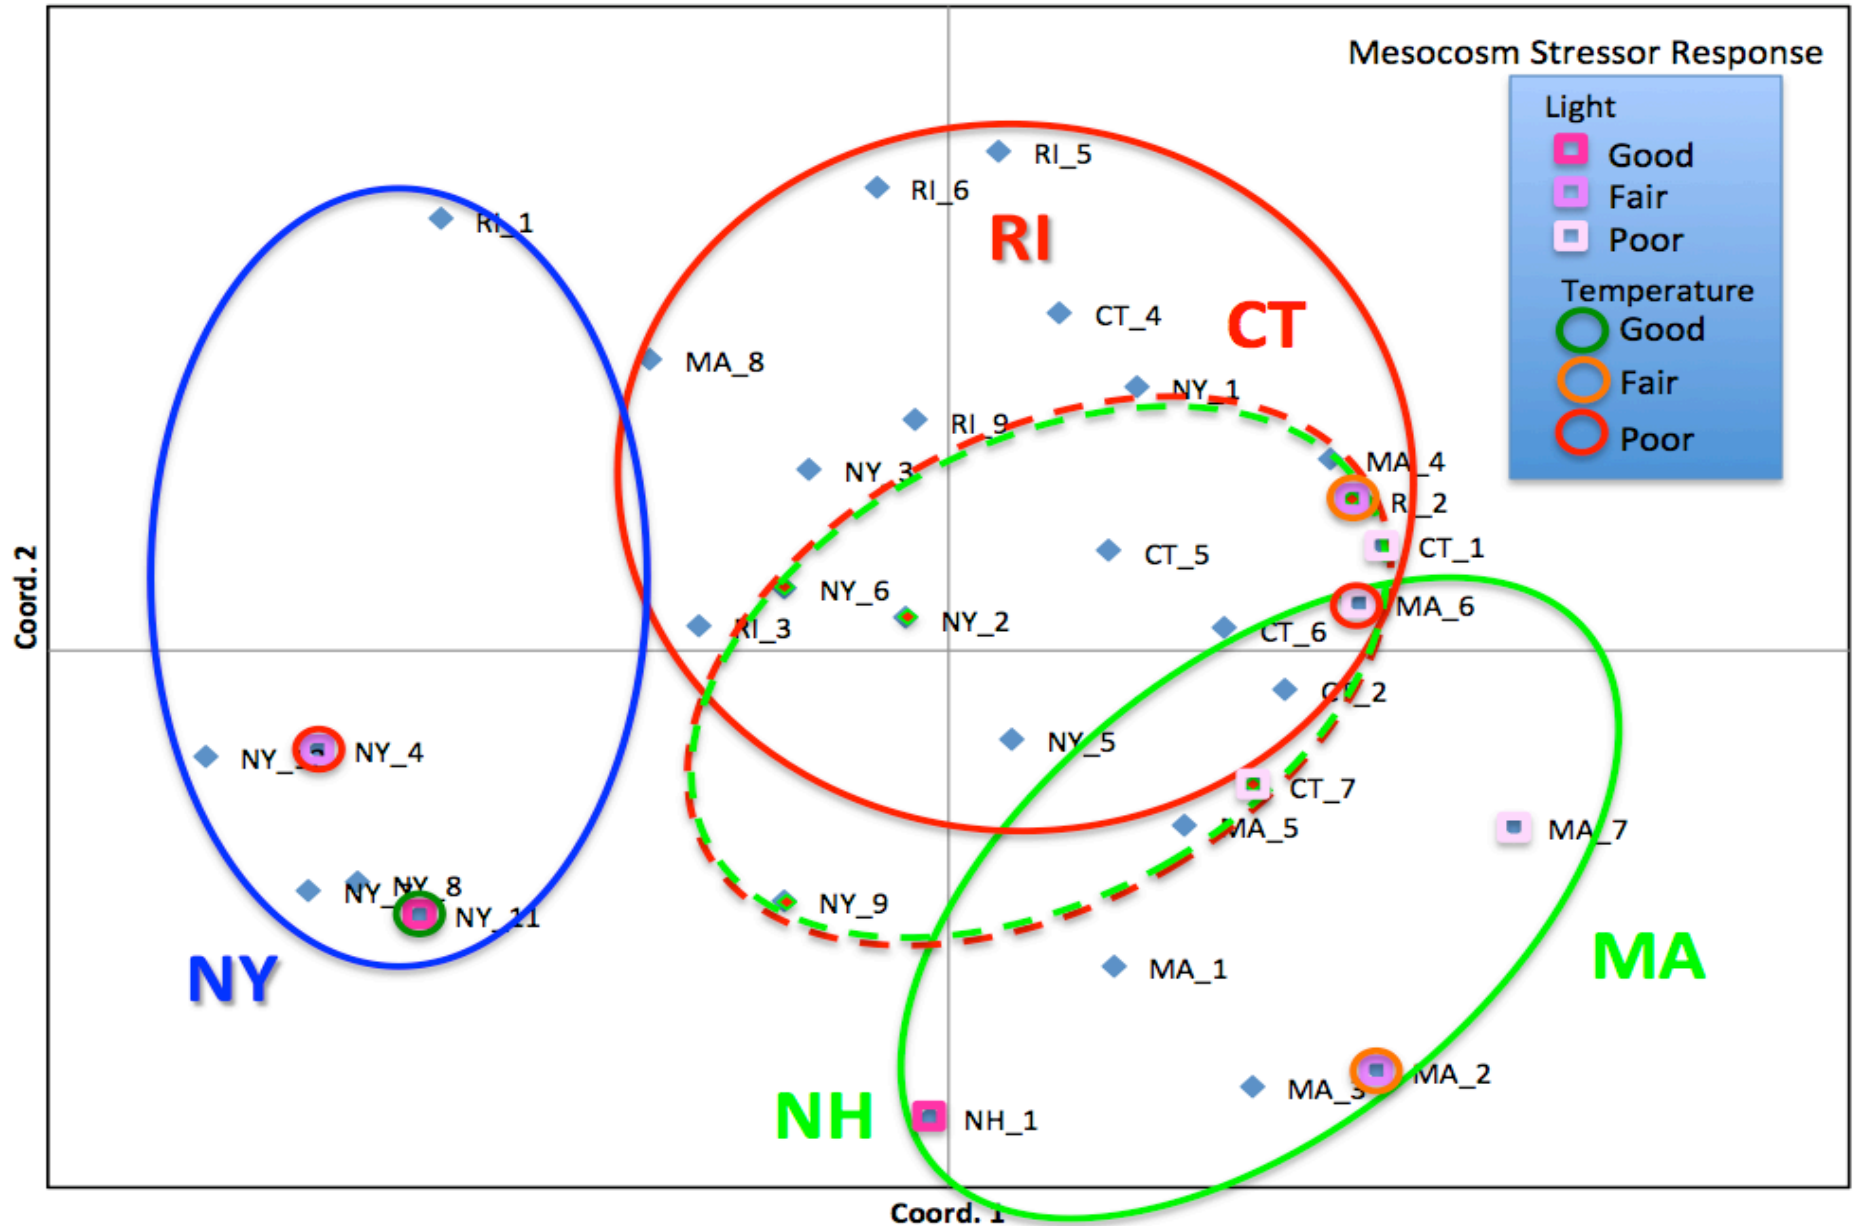 Mesocosm Stressor Response
Light
Good
Fair
Poor
Temperature
Good
Fair
Poor
RI_5
RI_6
RI_1
RI
CT_4
CT
MA_8
NY_1
RI_9
NY_3
MA_4
RI_2
CT_1
CT_5
NY_6
MA_6
NY_2
RI_3
CT_6
CT_2
NY_5
NY_4
CT_7
MA_5
MA_7
NY_8
NY_9
NY_11
MA
NY
MA_1
MA_2
MA_3
NH
NH_1
Coord. 1
Coord. 2